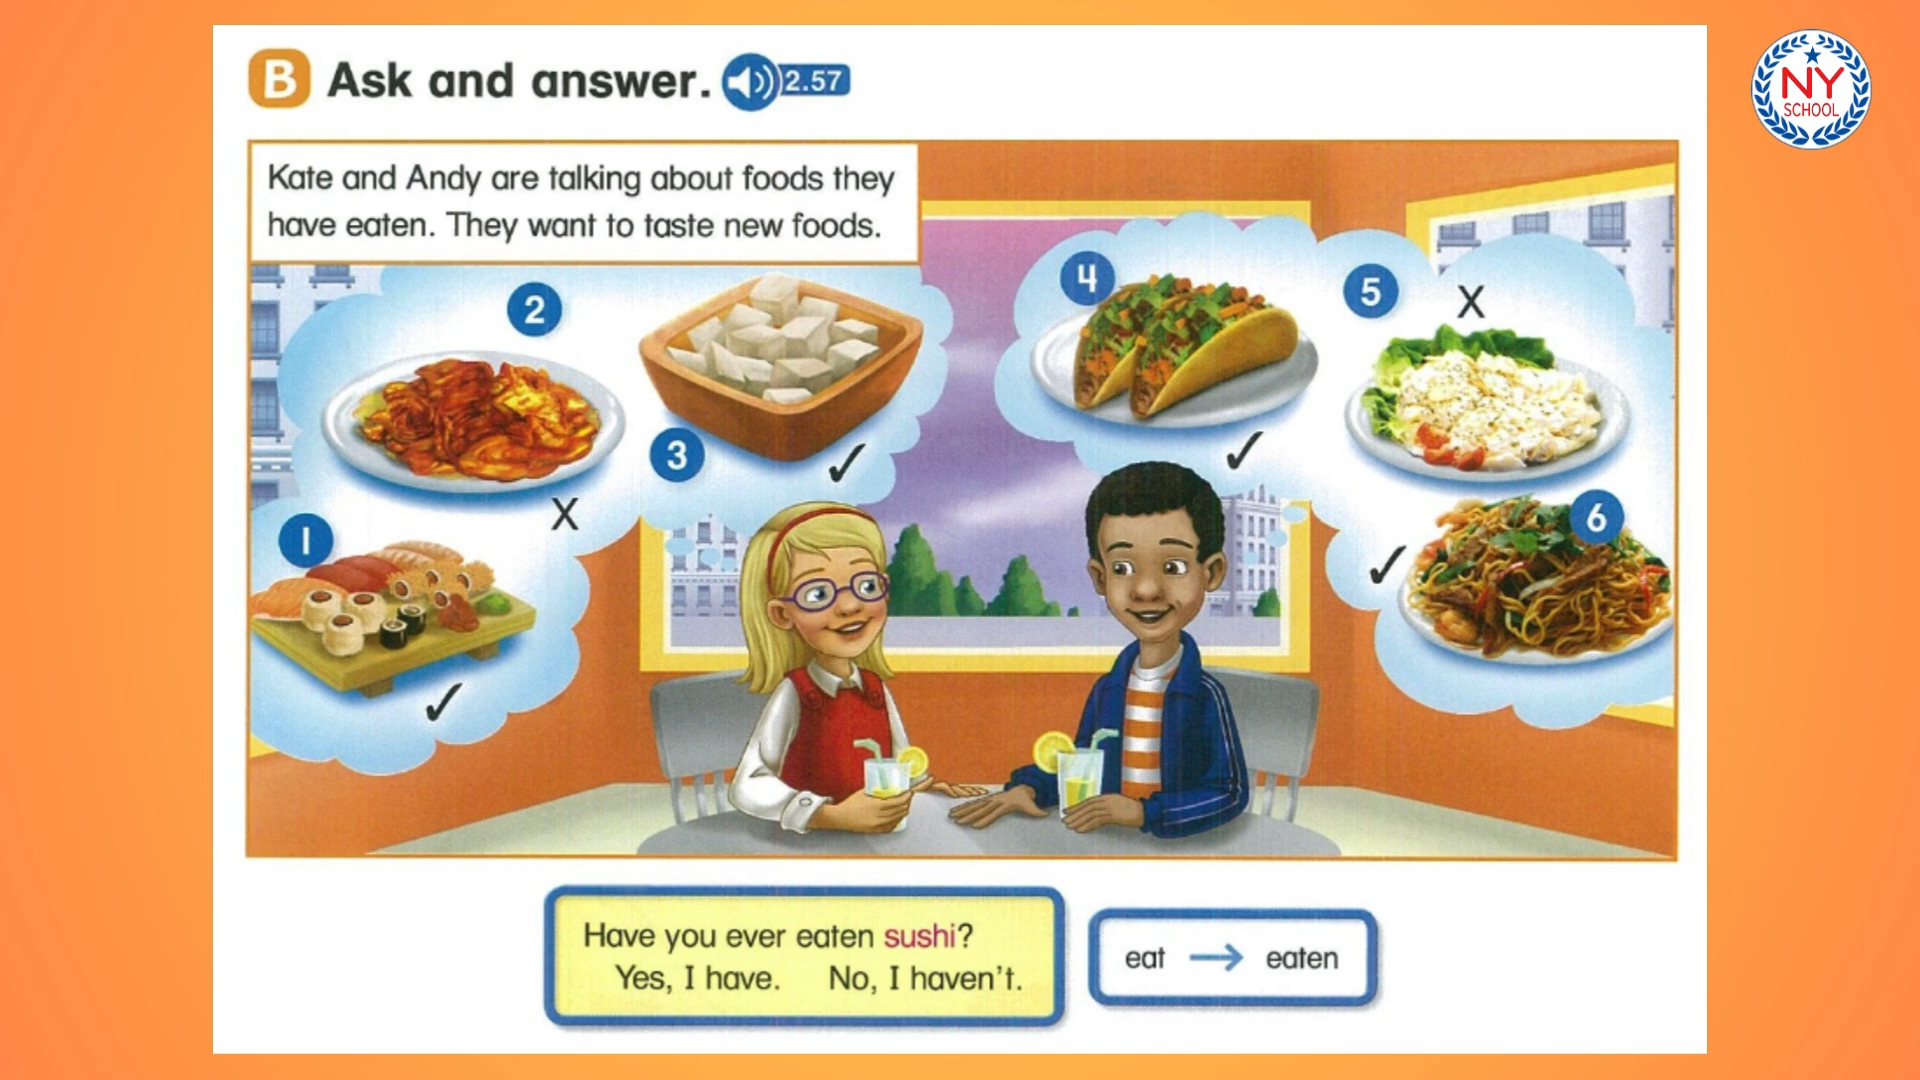 B Ask and answer. 2.57
NY
SCHOOL
Kate and Andy are talking about foods they
have eaten. They want to taste new foods.
2
3
4
5
X
X
1
6
Have you ever eaten sushi?
Yes, I have. No, I haven't.
eat → eaten